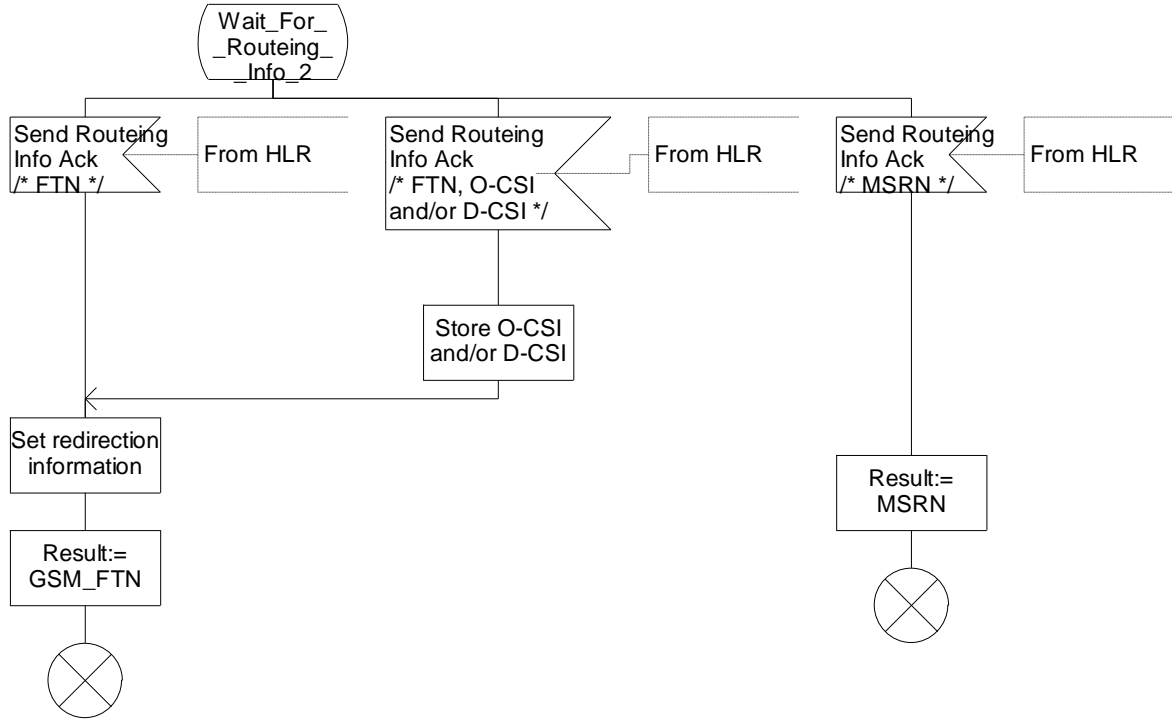 Wait_For_
_Routeing_
_Info_2
Send Routeing
Info Ack
/* FTN */
From HLR
Send Routeing
Info Ack
/* FTN, O-CSI
and/or D-CSI */
From HLR
Send Routeing
Info Ack
/* MSRN */
From HLR
Store O-CSI
and/or D-CSI
Set redirection
information
Result:=
MSRN
Result:=
GSM_FTN